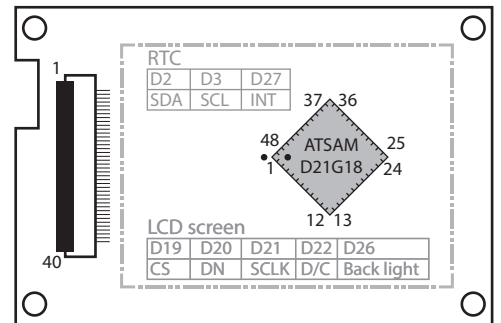 RTC
D2 D3 D27
SDA SCL INT
1
37 36
48 ATSAM 25
1 D21G18 24
12 13
LCD screen
D19 D20 D21 D22 D26
CS DN SCLK D/C Back light
40